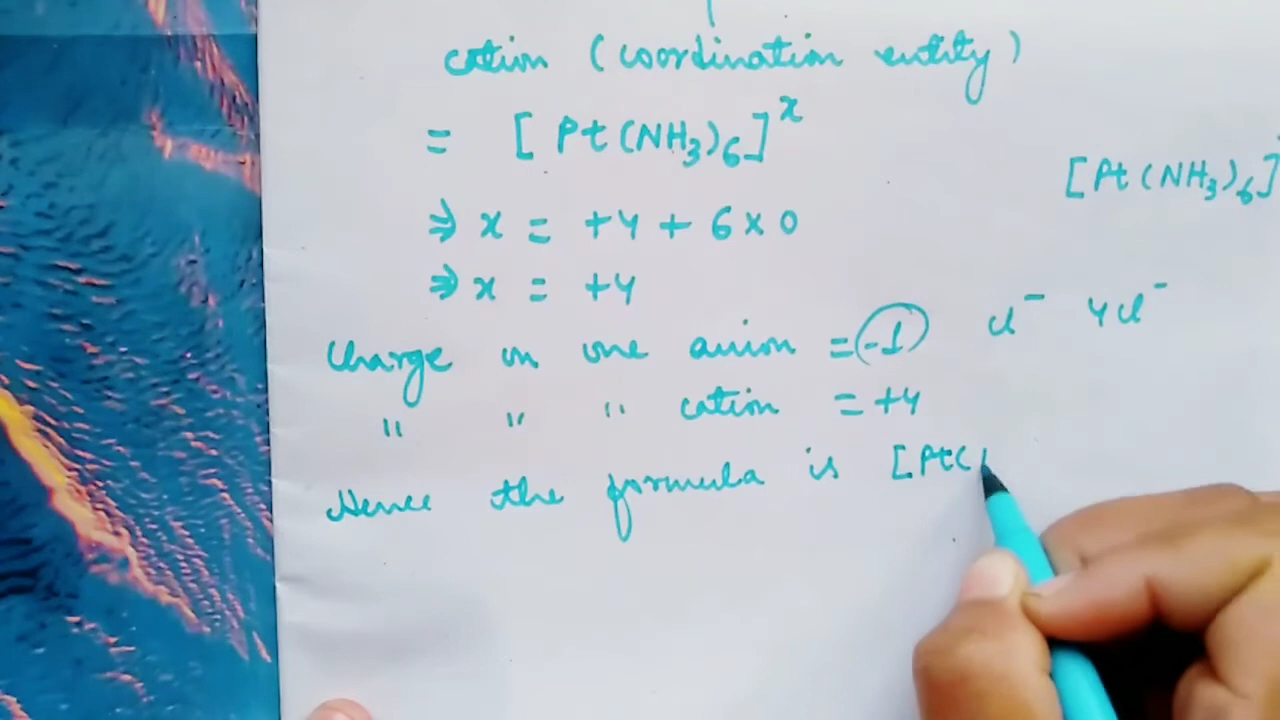 cation (coordination entity)
= [Pt(NH₃)₆]ˣ
[Pt(NH₃)₆]
⇒ x = +4 + 6 × 0
⇒ x = +4
Charge on one anion = -1 Cl⁻ 4Cl⁻
" " " cation = +4
Hence the formula is [Pt(